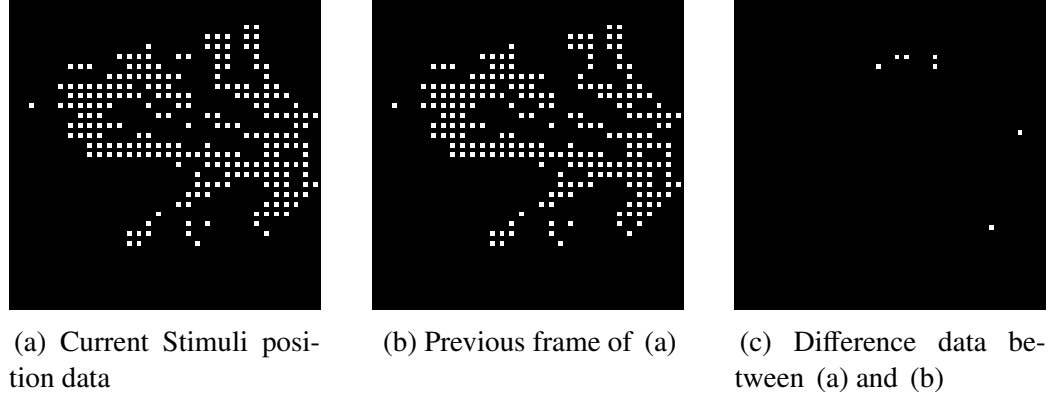 (a) Current Stimuli posi-
tion data
(b) Previous frame of (a)
(c) Difference data be-
tween (a) and (b)